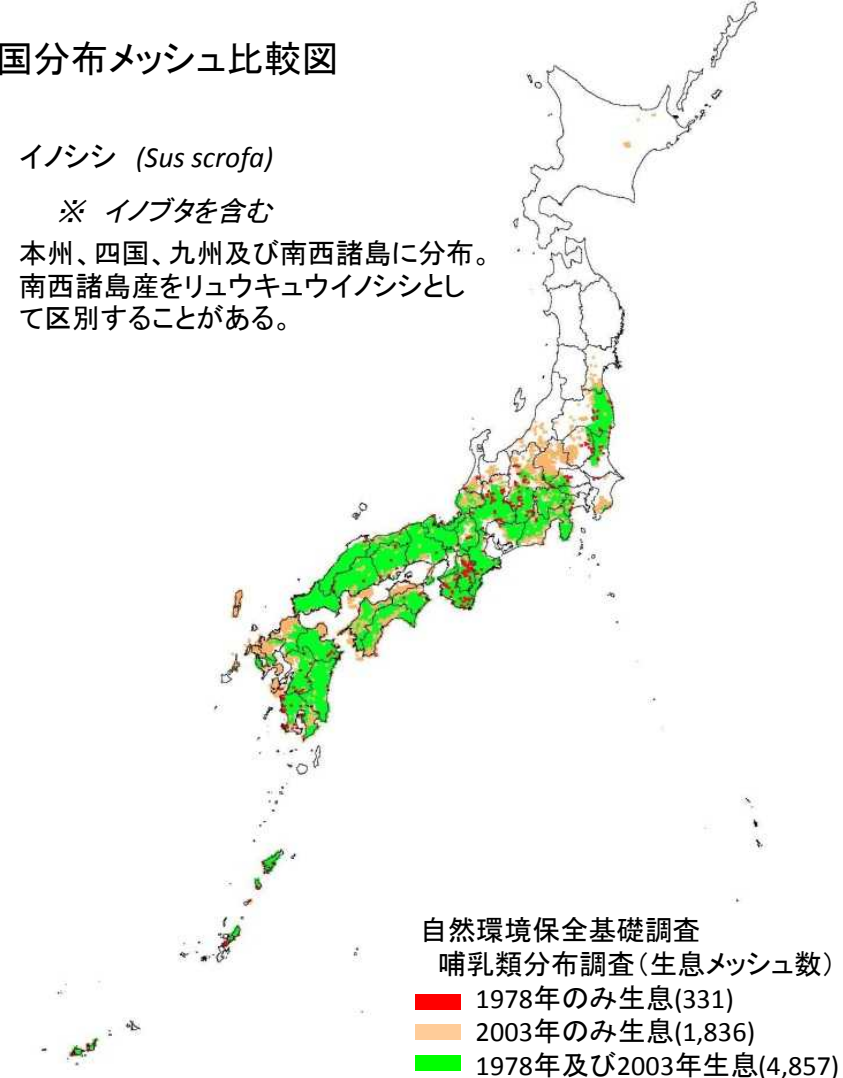 国分布メッシュ比較図
イノシシ (Sus scrofa)
※ イノブタを含む
本州、四国、九州及び南西諸島に分布。
南西諸島産をリュウキュウイノシシとし
て区別することがある。
自然環境保全基礎調査
哺乳類分布調査(生息メッシュ数)
1978年のみ生息(331)
2003年のみ生息(1,836)
1978年及び2003年生息(4,857)